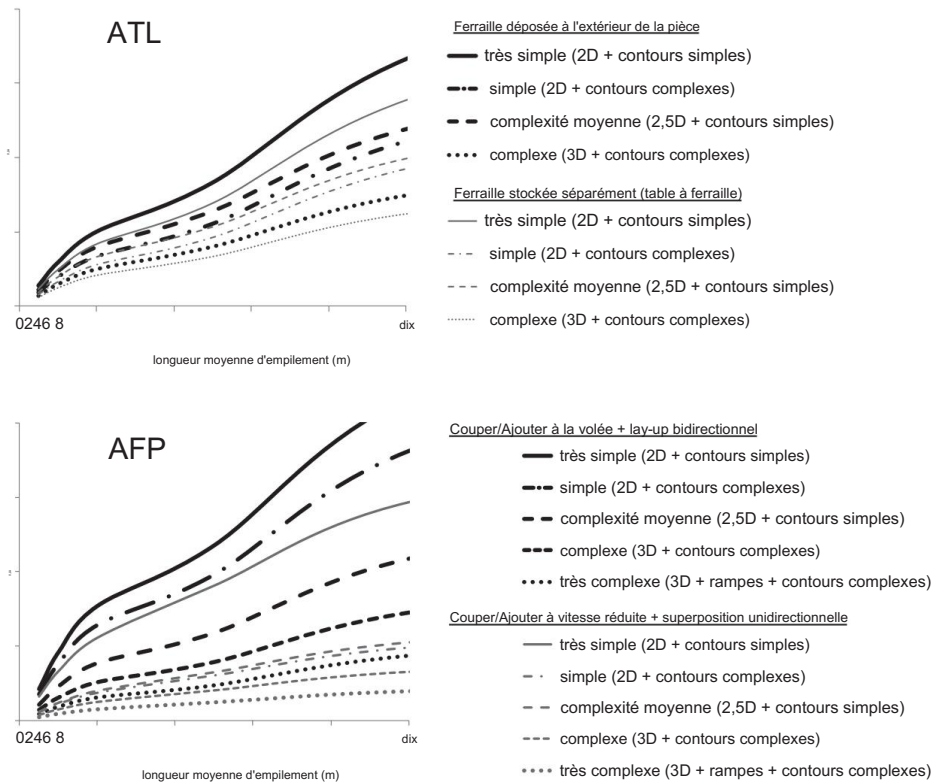 ATL
Ferraille déposée à l'extérieur de la pièce
très simple (2D + contours simples)
simple (2D + contours complexes)
complexité moyenne (2,5D + contours simples)
complexe (3D + contours complexes)
Ferraille stockée séparément (table à ferraille)
très simple (2D + contours simples)
simple (2D + contours complexes)
complexité moyenne (2,5D + contours simples)
complexe (3D + contours complexes)
0246 8
dix
longueur moyenne d'empilement (m)
AFP
Couper/Ajouter à la volée + lay-up bidirectionnel
très simple (2D + contours simples)
simple (2D + contours complexes)
complexité moyenne (2,5D + contours simples)
complexe (3D + contours complexes)
très complexe (3D + rampes + contours complexes)
Couper/Ajouter à vitesse réduite + superposition unidirectionnelle
très simple (2D + contours simples)
simple (2D + contours complexes)
complexité moyenne (2,5D + contours simples)
complexe (3D + contours complexes)
très complexe (3D + rampes + contours complexes)
0246 8
dix
longueur moyenne d'empilement (m)